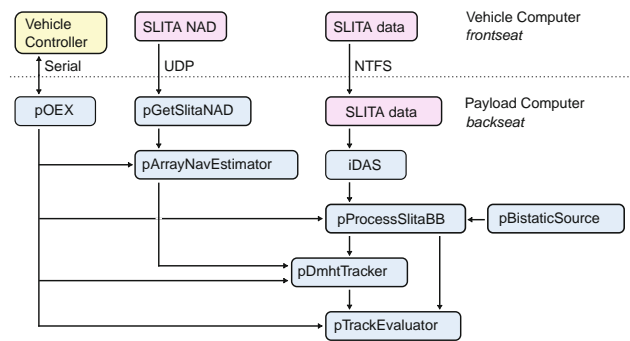 Vehicle
Controller
SLITA NAD
SLITA data
Vehicle Computer
frontseat
Serial
UDP
NTFS
pOEX
pGetSlitaNAD
SLITA data
Payload Computer
backseat
pArrayNavEstimator
iDAS
pProcessSlitaBB
pBistaticSource
pDmhtTracker
pTrackEvaluator